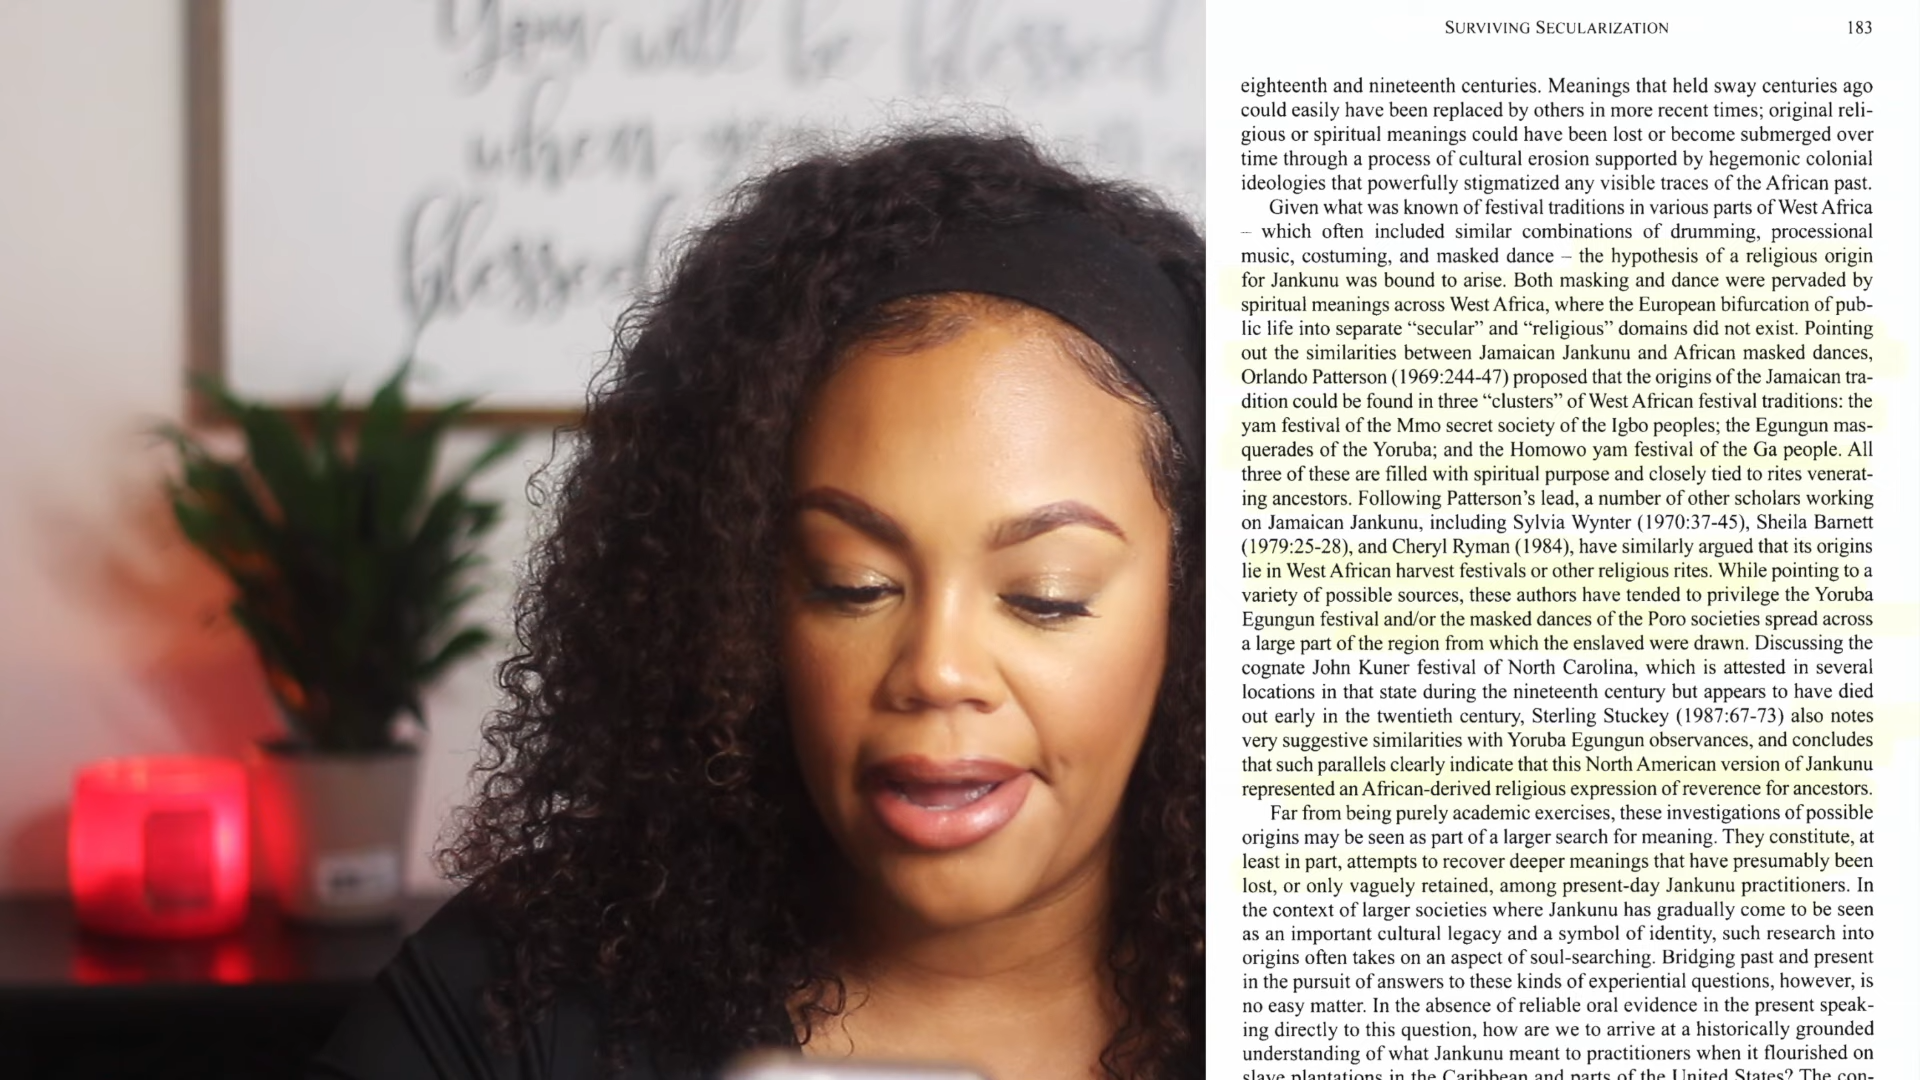 You will be blessed
when
blessed
SURVIVING SECULARIZATION 183
eighteenth and nineteenth centuries. Meanings that held sway centuries ago
could easily have been replaced by others in more recent times; original reli-
gious or spiritual meanings could have been lost or become submerged over
time through a process of cultural erosion supported by hegemonic colonial
ideologies that powerfully stigmatized any visible traces of the African past.
Given what was known of festival traditions in various parts of West Africa
– which often included similar combinations of drumming, processional
music, costuming, and masked dance – the hypothesis of a religious origin
for Jankunu was bound to arise. Both masking and dance were pervaded by
spiritual meanings across West Africa, where the European bifurcation of pub-
lic life into separate “secular” and “religious” domains did not exist. Pointing
out the similarities between Jamaican Jankunu and African masked dances,
Orlando Patterson (1969:244-47) proposed that the origins of the Jamaican tra-
dition could be found in three “clusters” of West African festival traditions: the
yam festival of the Mmo secret society of the Igbo peoples; the Egungun mas-
querades of the Yoruba; and the Homowo yam festival of the Ga people. All
three of these are filled with spiritual purpose and closely tied to rites venerat-
ing ancestors. Following Patterson’s lead, a number of other scholars working
on Jamaican Jankunu, including Sylvia Wynter (1970:37-45), Sheila Barnett
(1979:25-28), and Cheryl Ryman (1984), have similarly argued that its origins
lie in West African harvest festivals or other religious rites. While pointing to a
variety of possible sources, these authors have tended to privilege the Yoruba
Egungun festival and/or the masked dances of the Poro societies spread across
a large part of the region from which the enslaved were drawn. Discussing the
cognate John Kuner festival of North Carolina, which is attested in several
locations in that state during the nineteenth century but appears to have died
out early in the twentieth century, Sterling Stuckey (1987:67-73) also notes
very suggestive similarities with Yoruba Egungun observances, and concludes
that such parallels clearly indicate that this North American version of Jankunu
represented an African-derived religious expression of reverence for ancestors.
Far from being purely academic exercises, these investigations of possible
origins may be seen as part of a larger search for meaning. They constitute, at
least in part, attempts to recover deeper meanings that have presumably been
lost, or only vaguely retained, among present-day Jankunu practitioners. In
the context of larger societies where Jankunu has gradually come to be seen
as an important cultural legacy and a symbol of identity, such research into
origins often takes on an aspect of soul-searching. Bridging past and present
in the pursuit of answers to these kinds of experiential questions, however, is
no easy matter. In the absence of reliable oral evidence in the present speak-
ing directly to this question, how are we to arrive at a historically grounded
understanding of what Jankunu meant to practitioners when it flourished on
slave plantations in the Caribbean and parts of the United States? The con-